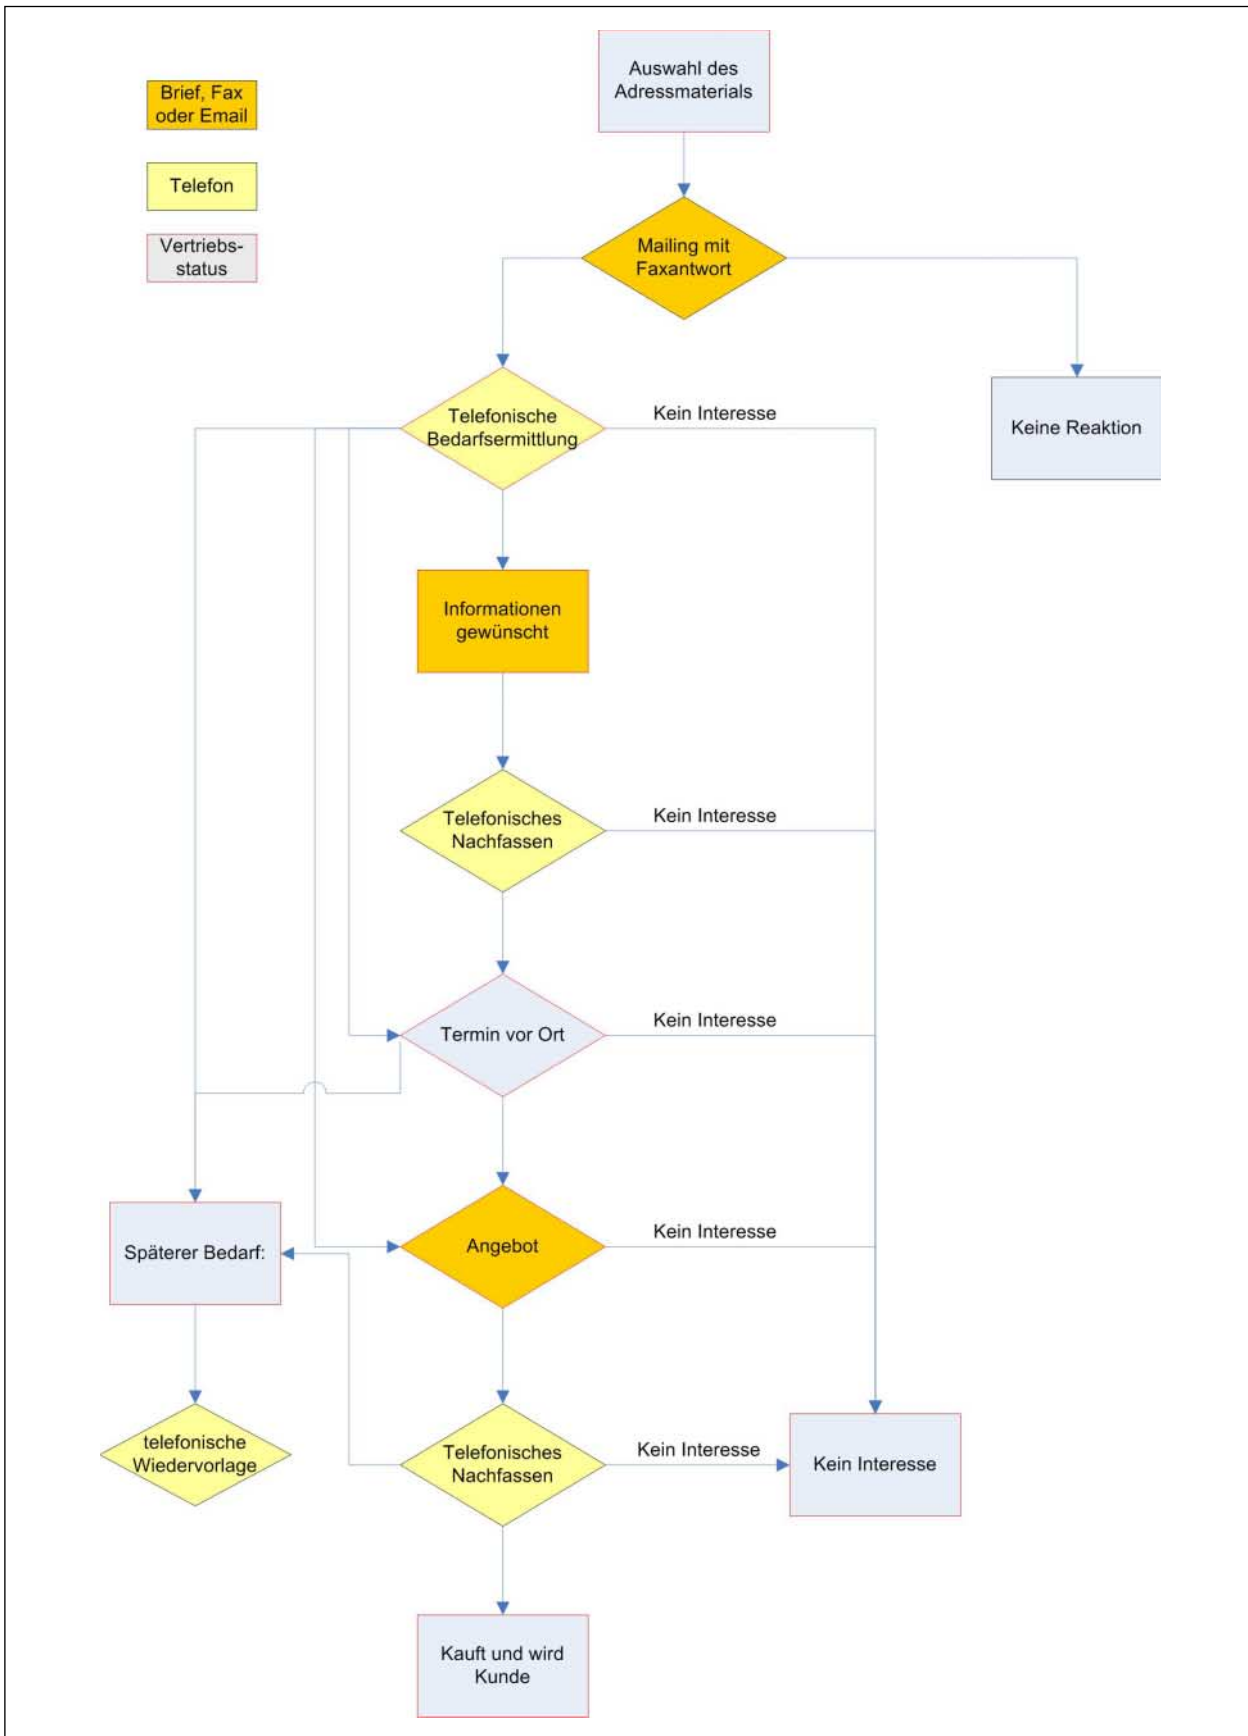 Auswahl des
Adressmaterials
Brief, Fax
oder Email
Telefon
Vertriebs-
status
Mailing mit
Faxantwort
Telefonische
Bedarfsermittlung
Kein Interesse
Keine Reaktion
Informationen
gewünscht
Telefonisches
Nachfassen
Kein Interesse
Termin vor Ort
Kein Interesse
Späterer Bedarf:
Angebot
Kein Interesse
telefonische
Wiedervorlage
Telefonisches
Nachfassen
Kein Interesse
Kein Interesse
Kauft und wird
Kunde